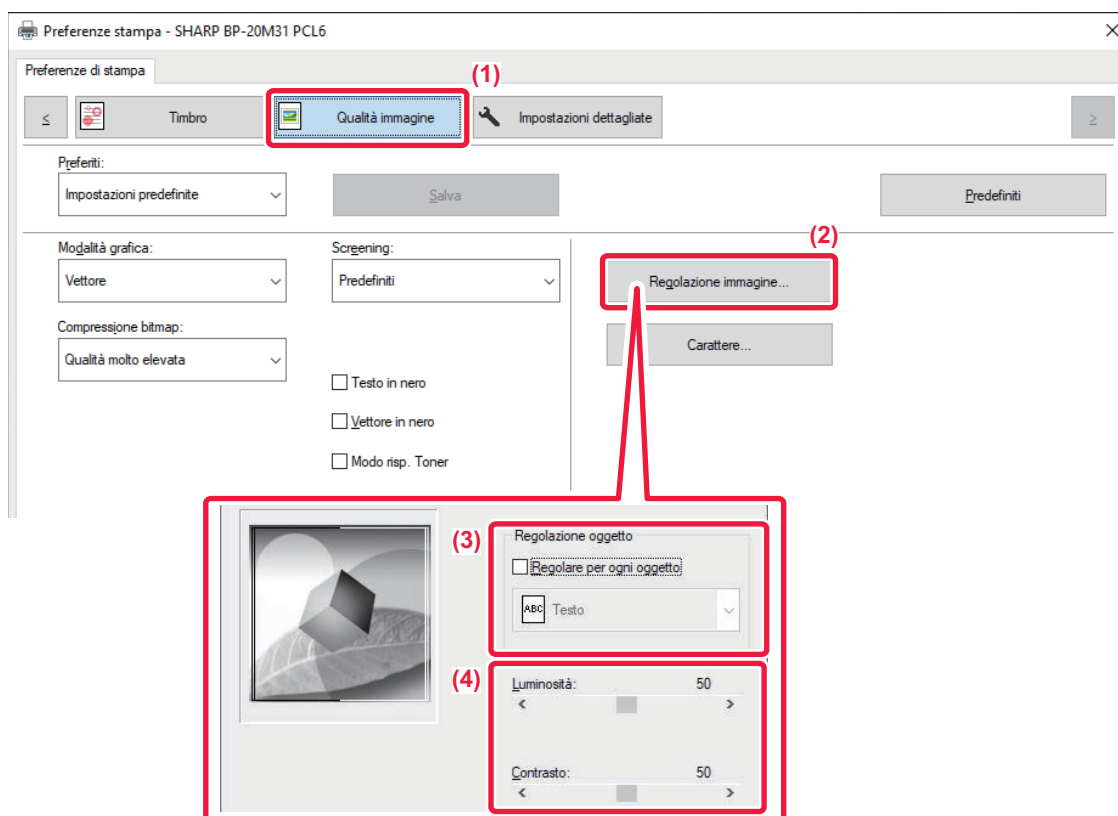 Preferenze stampa - SHARP BP-20M31 PCL6
Preferenze di stampa
(1)
< Timbro Qualità immagine Impostazioni dettagliate >
Preferiti:
Impostazioni predefinite Salva Predefiniti
(2)
Modalità grafica: Screening:
Vettore Predefiniti Regolazione immagine...
Compressione bitmap:
Qualità molto elevata Carattere...
Testo in nero
Vettore in nero
Modo risp. Toner
(3)
Regolazione oggetto
Regolare per ogni oggetto
ABC Testo
(4)
Luminosità: 50
< >
Contrasto: 50
< >